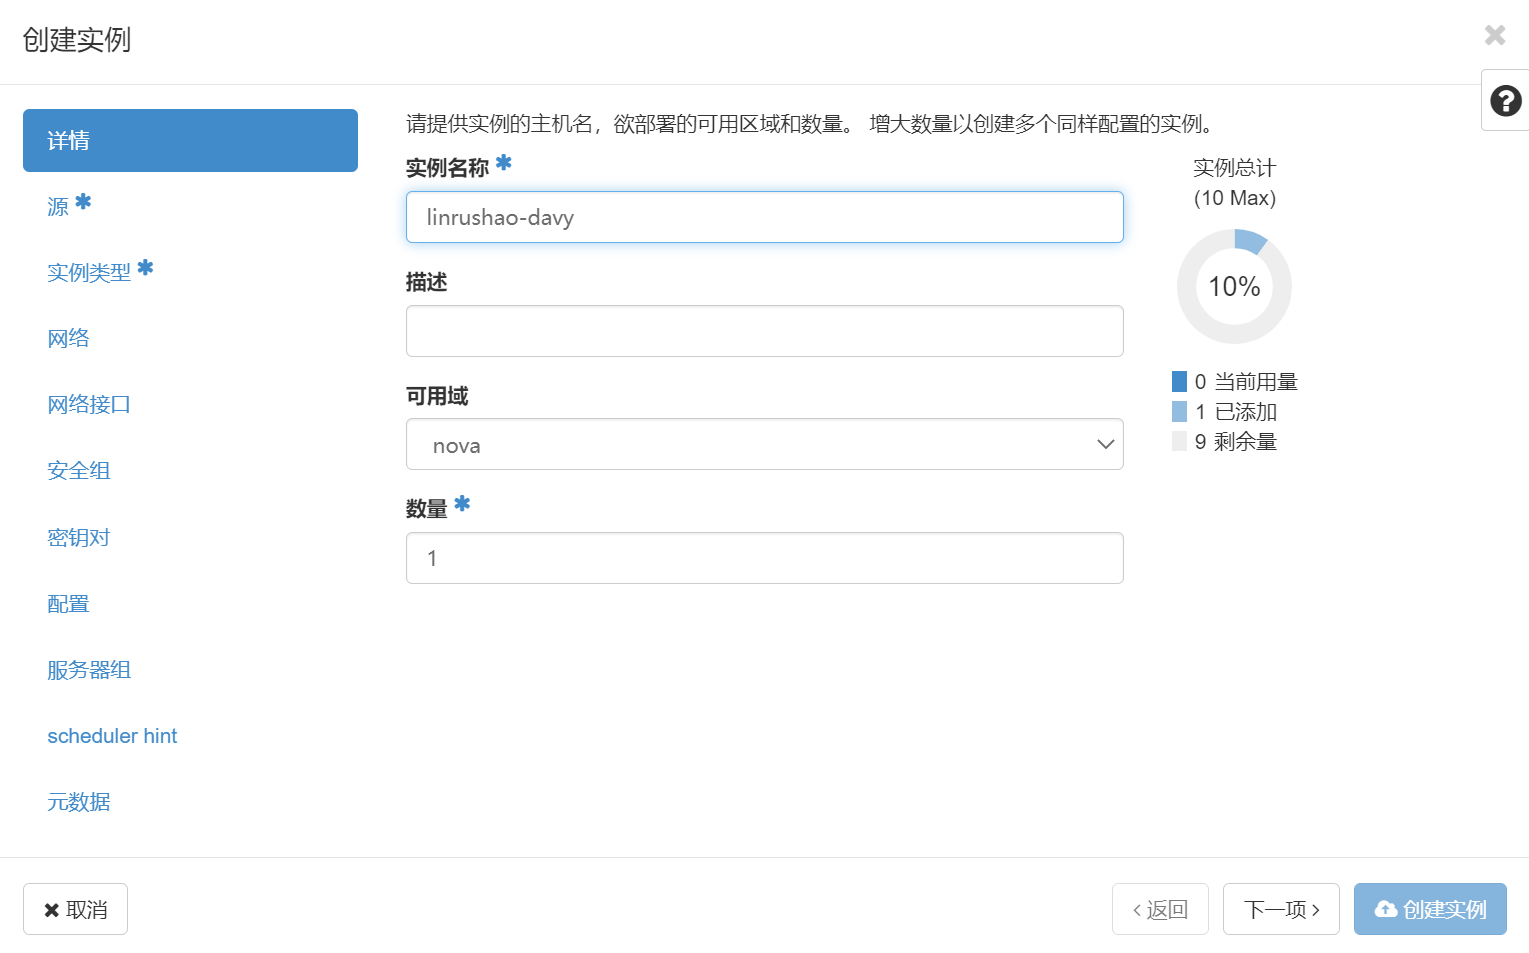 创建实例
详情
源 *
实例类型 *
网络
网络接口
安全组
密钥对
配置
服务器组
scheduler hint
元数据
请提供实例的主机名，欲部署的可用区域和数量。 增大数量以创建多个同样配置的实例。
实例名称 *
linrushao-davy
描述
可用域
nova
数量 *
1
实例总计
(10 Max)
10%
0 当前用量
1 已添加
9 剩余量
取消
返回
下一项
创建实例